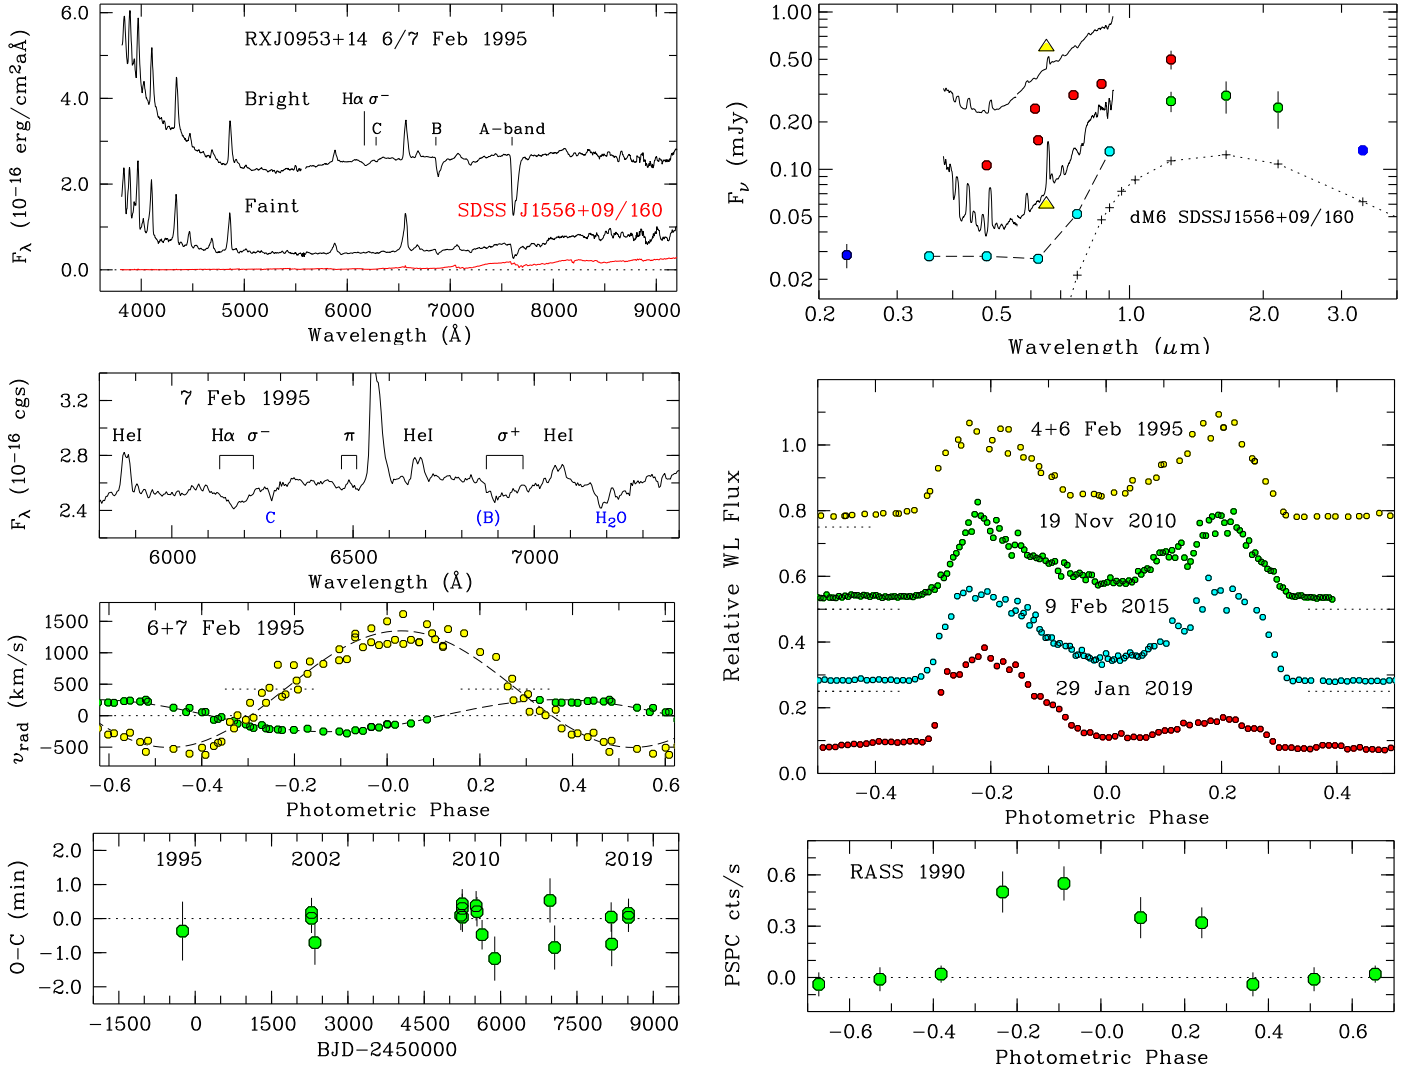 RXJ0953+14 6/7 Feb 1995
Bright
Hα σ−
C
B
A-band
Faint
SDSS J1556+09/160
6.0
4.0
2.0
0.0
4000 5000 6000 7000 8000 9000
Wavelength (Å)
Fλ (10−16 erg/cm2aÅ)
1.00
0.50
0.20
0.10
0.05
0.02
dM6 SDSSJ1556+09/160
0.2 0.3 0.5 1.0 2.0 3.0
Wavelength (μm)
Fν (mJy)
7 Feb 1995
HeI
Hα σ−
π
HeI
σ+
HeI
C
(B)
H2O
3.2
2.8
2.4
6000 6500 7000
Wavelength (Å)
Fλ (10−16 cgs)
6+7 Feb 1995
1500
1000
500
0
−500
−0.6 −0.4 −0.2 0.0 0.2 0.4 0.6
Photometric Phase
vrad (km/s)
1995 2002 2010 2019
2.0
1.0
0.0
−1.0
−2.0
−1500 0 1500 3000 4500 6000 7500 9000
BJD−2450000
O−C (min)
4+6 Feb 1995
19 Nov 2010
9 Feb 2015
29 Jan 2019
1.0
0.8
0.6
0.4
0.2
0.0
−0.4 −0.2 −0.0 0.2 0.4
Photometric Phase
Relative WL Flux
RASS 1990
0.6
0.3
0.0
−0.6 −0.4 −0.2 −0.0 0.2 0.4 0.6
Photometric Phase
PSPC cts/s